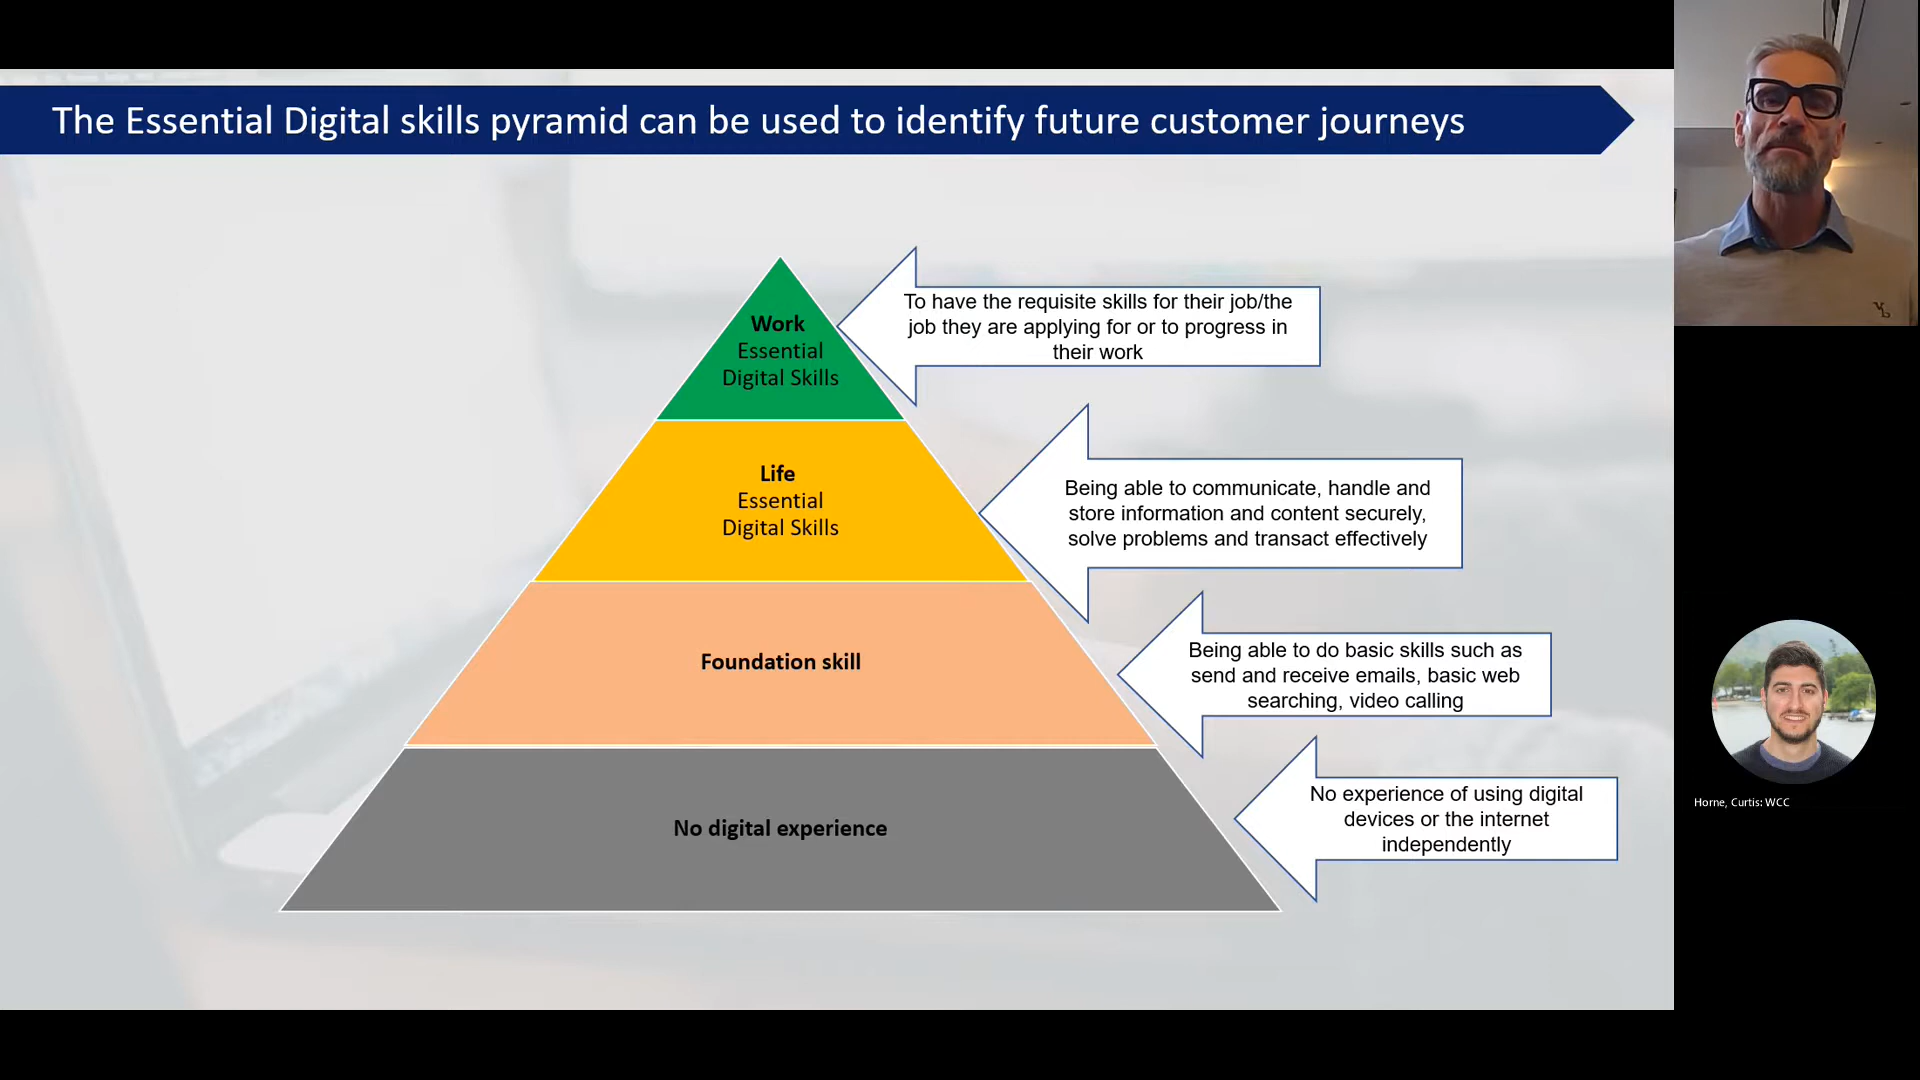 The Essential Digital skills pyramid can be used to identify future customer journeys
Work
Essential
Digital Skills
To have the requisite skills for their job/the
job they are applying for or to progress in
their work
Life
Essential
Digital Skills
Being able to communicate, handle and
store information and content securely,
solve problems and transact effectively
Foundation skill
Being able to do basic skills such as
send and receive emails, basic web
searching, video calling
No digital experience
No experience of using digital
devices or the internet
independently
Horne, Curtis: WCC